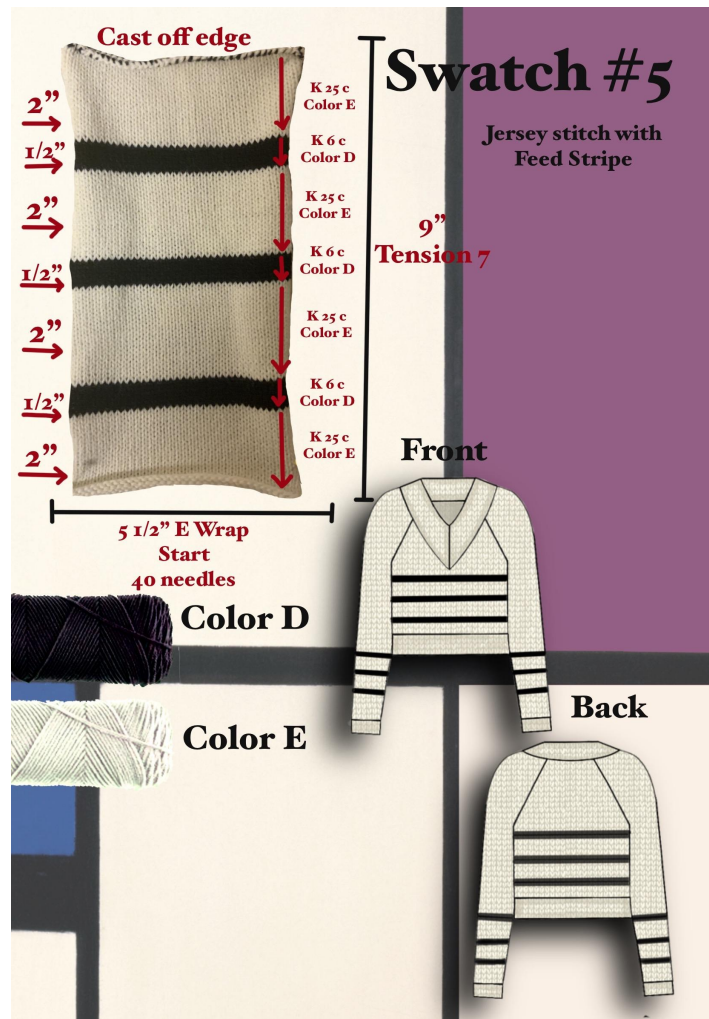 Cast off edge
Swatch #5
Jersey stitch with
Feed Stripe
2”
K 25 c
Color E
1/2”
K 6 c
Color D
2”
K 25 c
Color E
9”
Tension 7
1/2”
K 6 c
Color D
2”
K 25 c
Color E
1/2”
K 6 c
Color D
2”
K 25 c
Color E
Front
5 1/2” E Wrap
Start
40 needles
Color D
Color E
Back